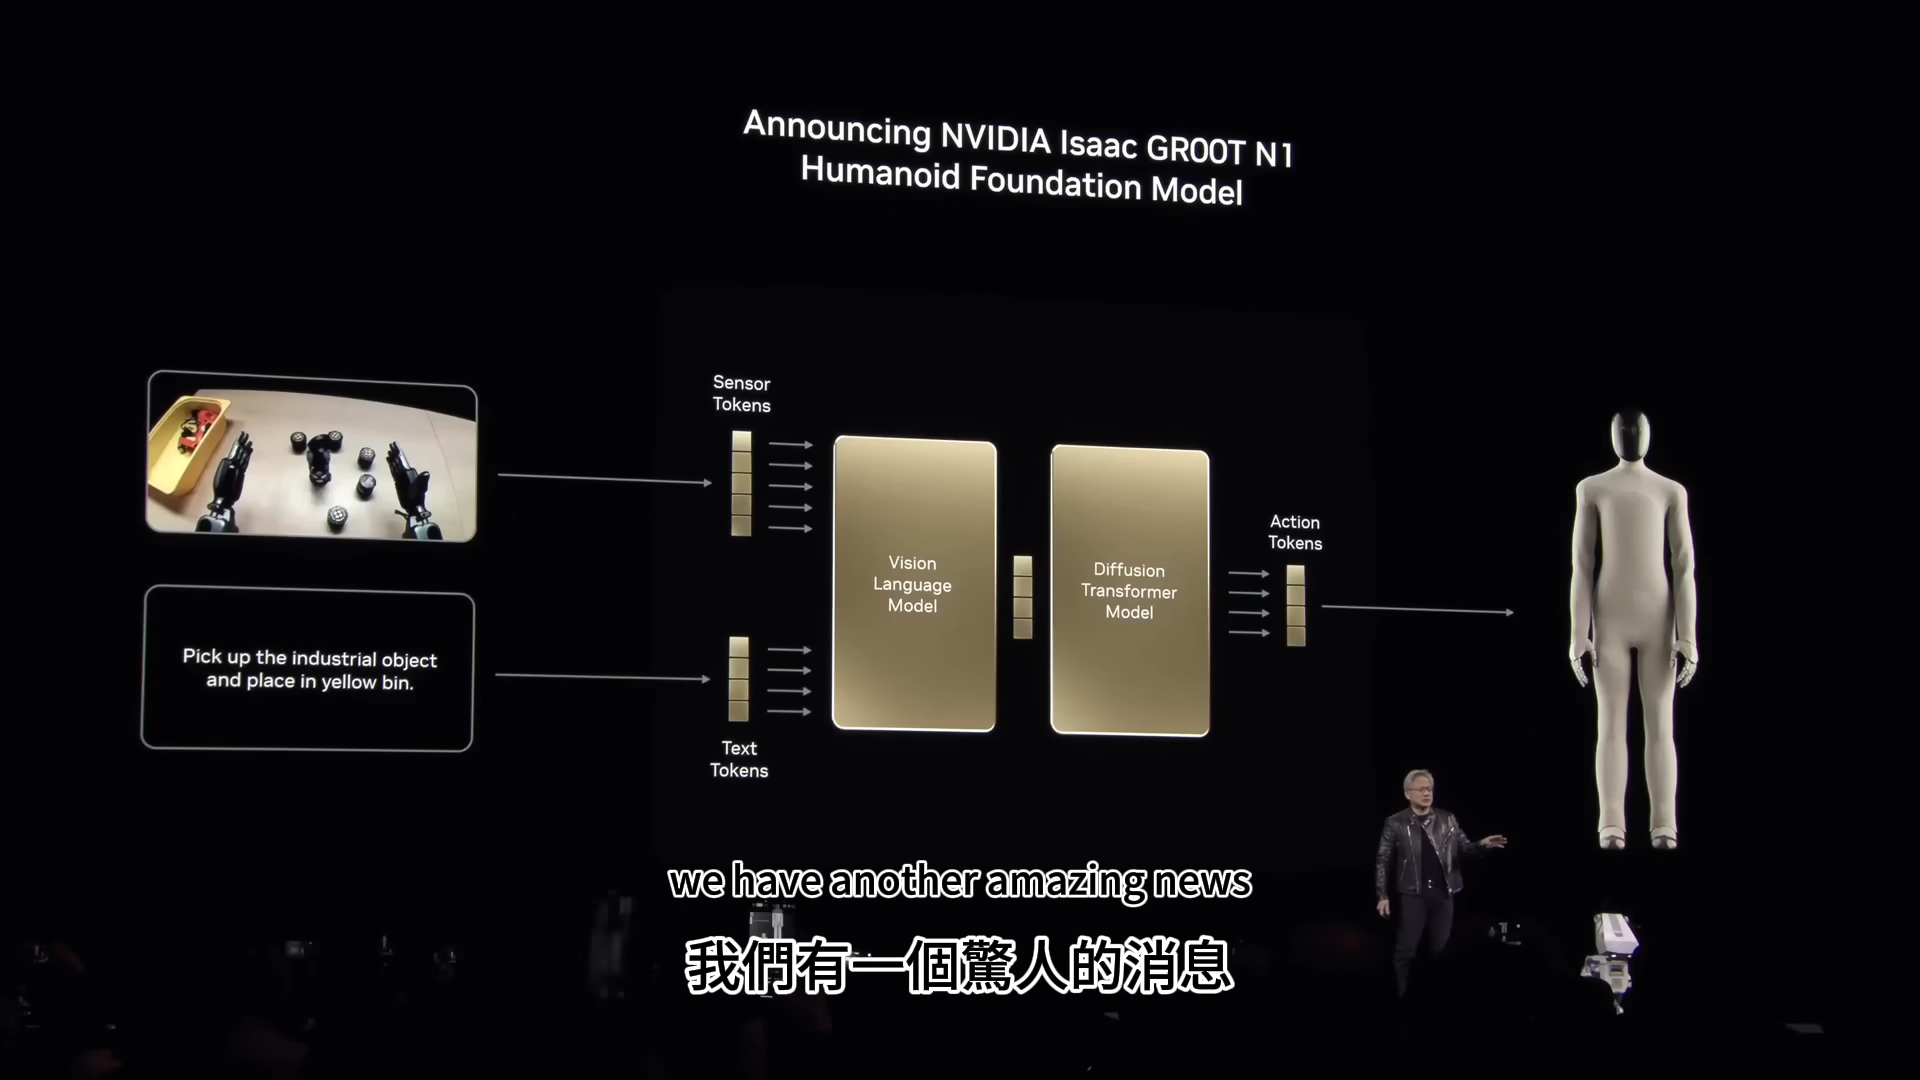 Announcing NVIDIA Isaac GR00T N1
Humanoid Foundation Model
Sensor
Tokens
Vision
Language
Model
Diffusion
Transformer
Model
Action
Tokens
Pick up the industrial object
and place in yellow bin.
Text
Tokens
we have another amazing news
我們有一個驚人的消息